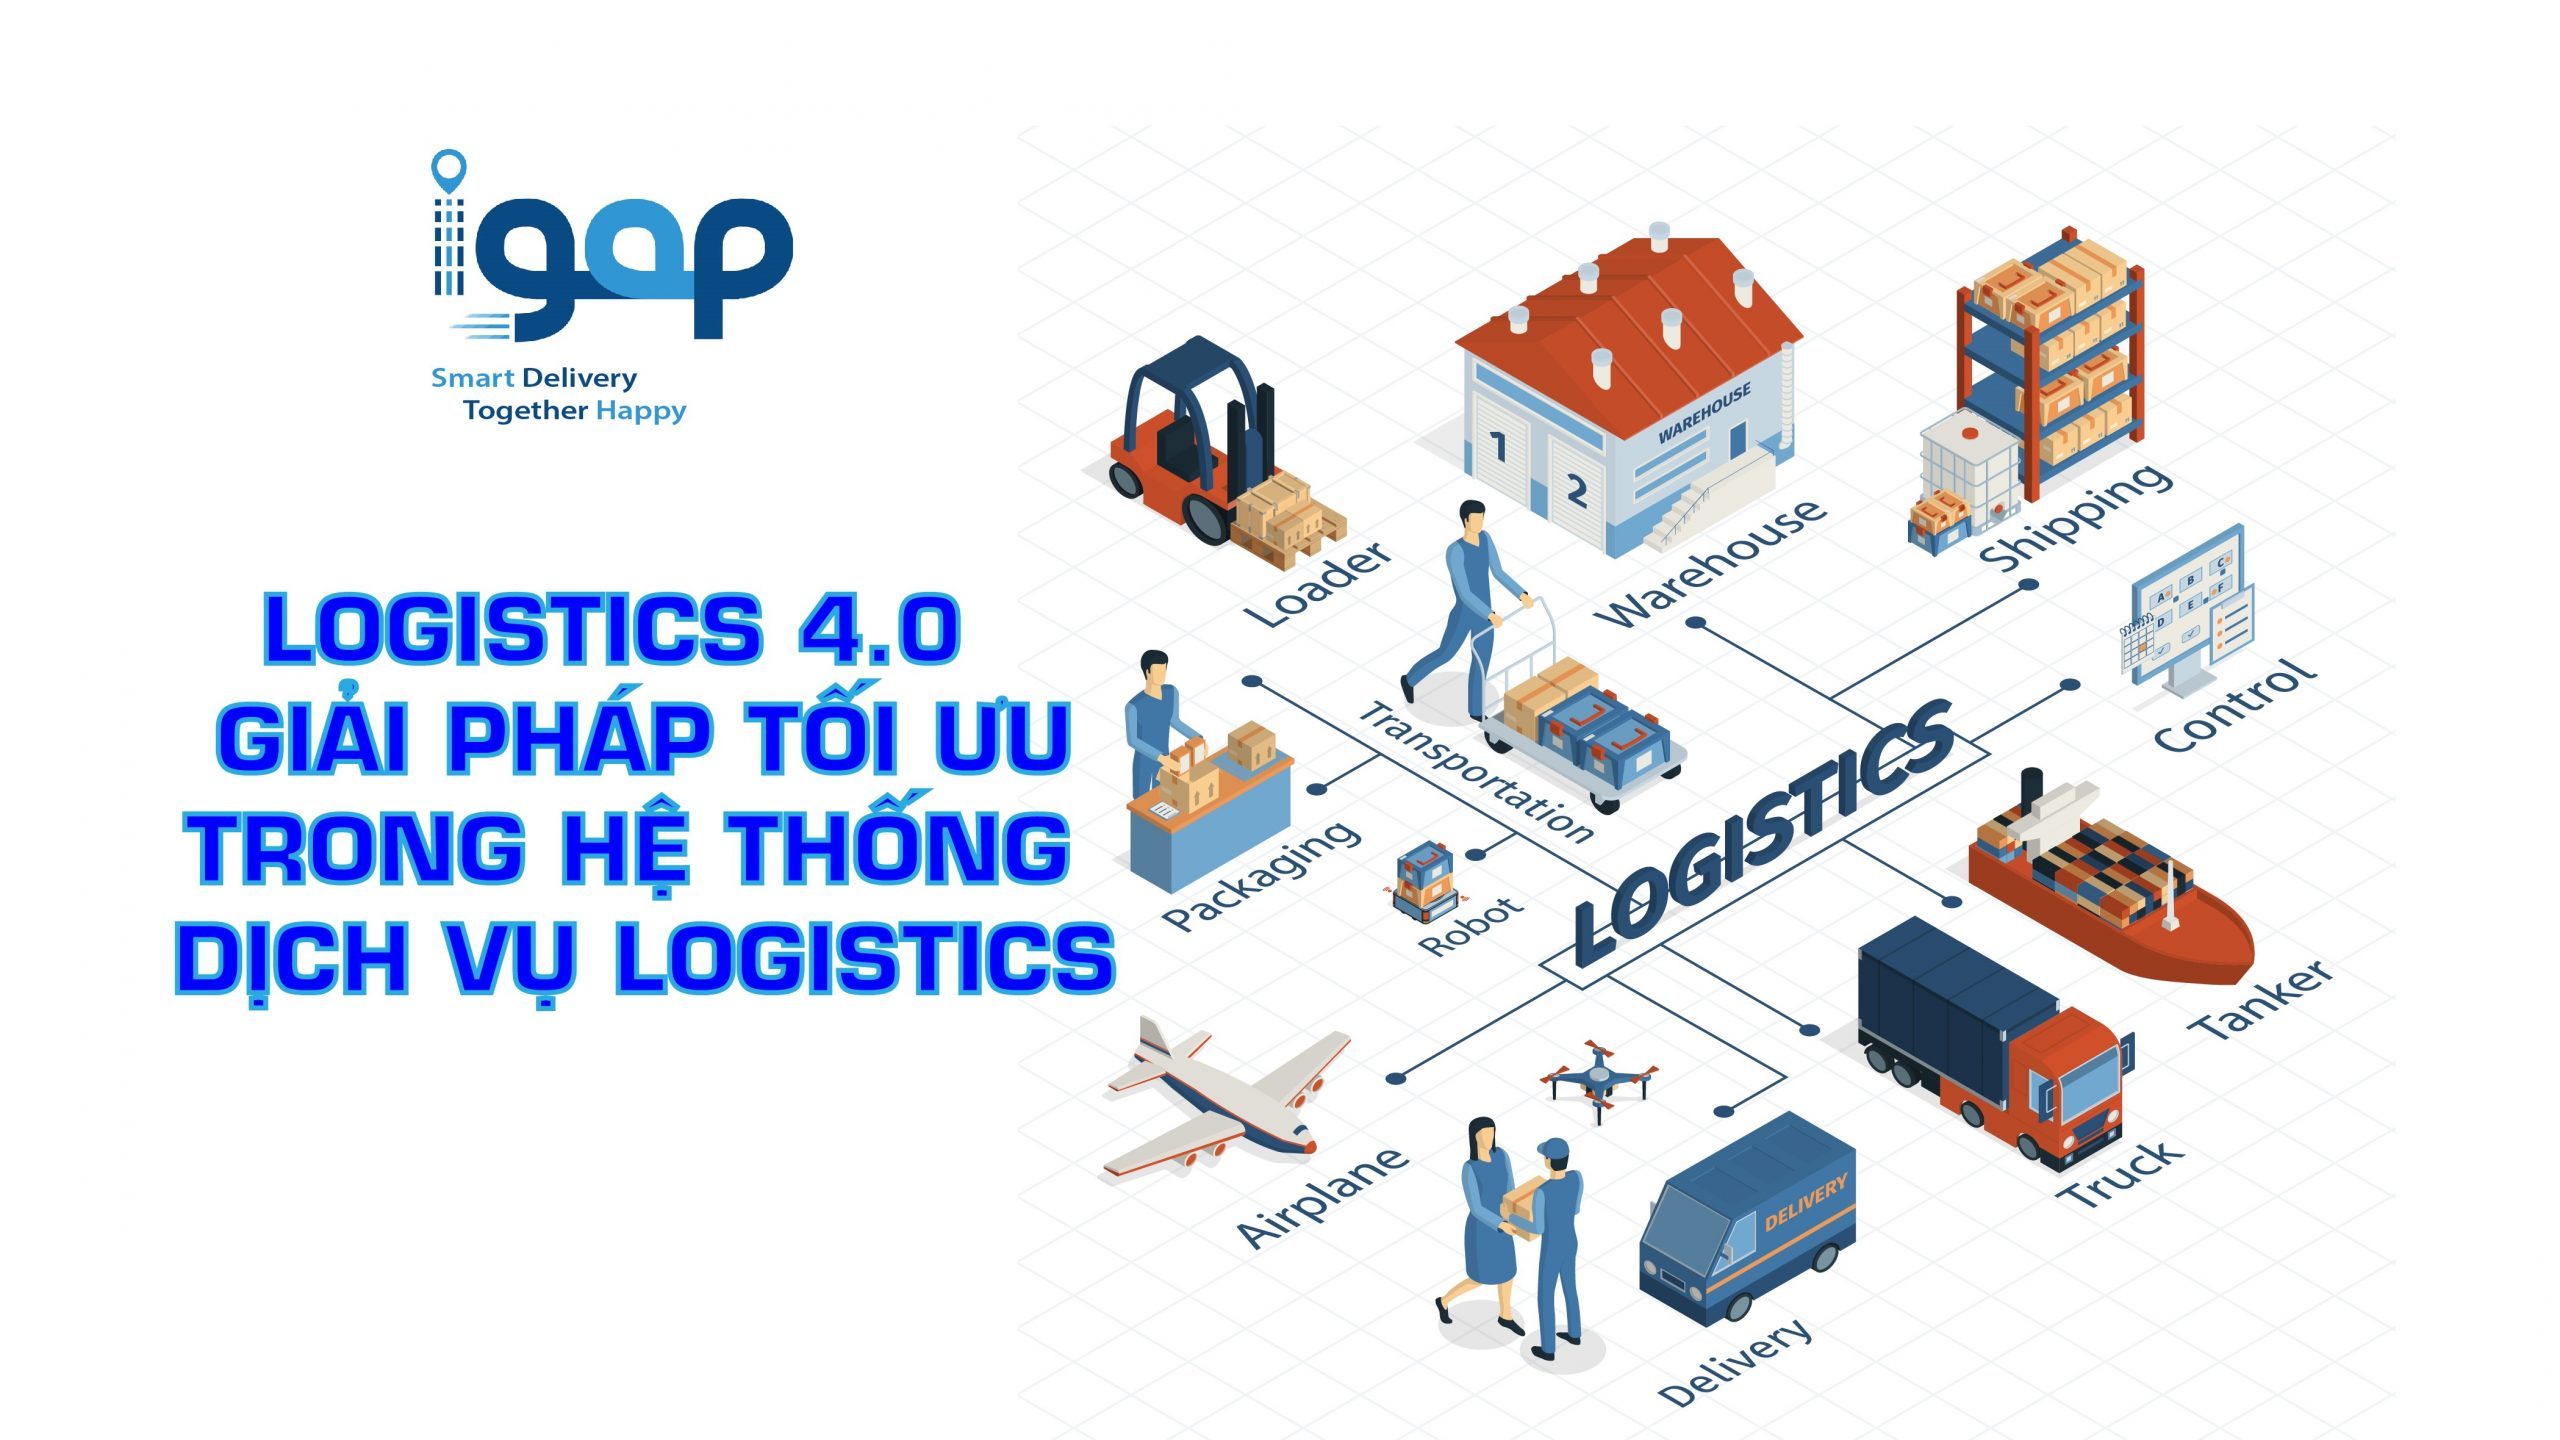 igap
Smart Delivery
Together Happy
LOGISTICS 4.0
GIẢI PHÁP TỐI ƯU
TRONG HỆ THỐNG
DỊCH VỤ LOGISTICS
WAREHOUSE
1
2
Loader
Warehouse
Shipping
A
B
C
D
E
F
Control
Transportation
Packaging
Robot
LOGISTICS
Tanker
Airplane
Truck
DELIVERY
Delivery